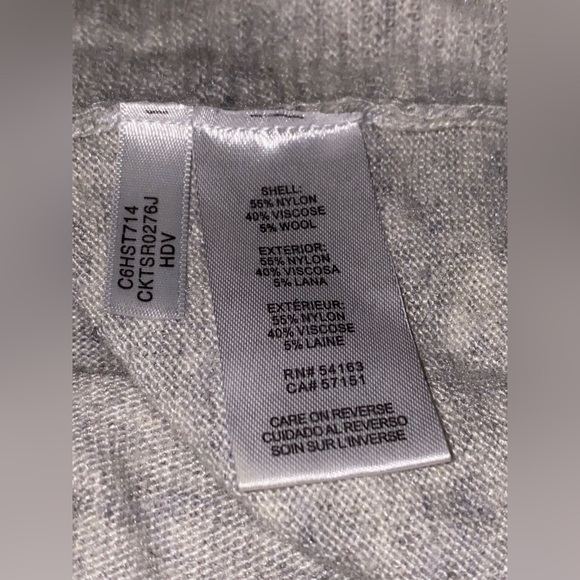 C6HST714
CKTSR0276J
HDV
SHELL:
55% NYLON
40% VISCOSE
5% WOOL
EXTERIOR:
55% NYLON
40% VISCOSA
5% LANA
EXTÉRIEUR:
55% NYLON
40% VISCOSE
5% LAINE
RN# 54163
CA# 57151
CARE ON REVERSE
CUIDADO AL REVERSO
SOIN SUR L'INVERSE